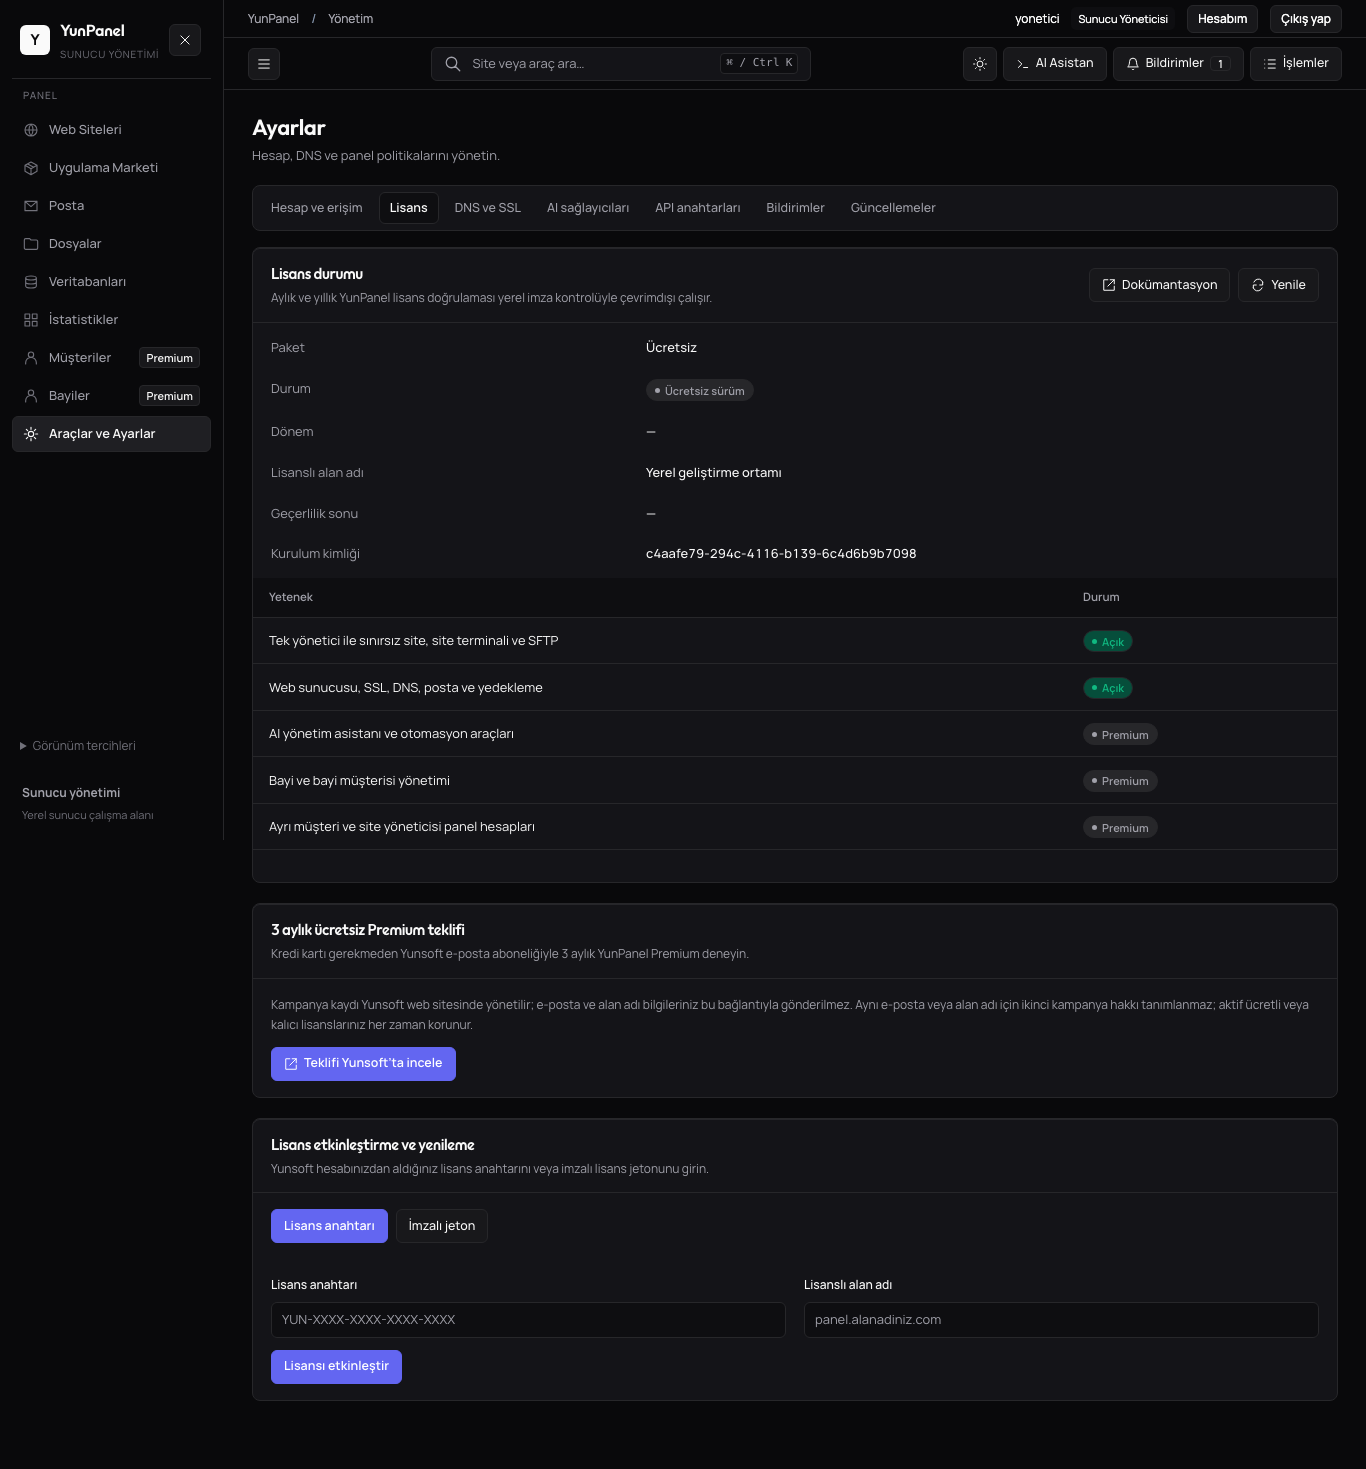 Y
YunPanel
SUNUCU YÖNETİMİ
PANEL
Web Siteleri
Uygulama Marketi
Posta
Dosyalar
Veritabanları
İstatistikler
Müşteriler Premium
Bayiler Premium
Araçlar ve Ayarlar
Görünüm tercihleri
Sunucu yönetimi
Yerel sunucu çalışma alanı
YunPanel / Yönetim
yonetici Sunucu Yöneticisi Hesabım Çıkış yap
Site veya araç ara... ⌘ / Ctrl K
AI Asistan Bildirimler 1 İşlemler
Ayarlar
Hesap, DNS ve panel politikalarını yönetin.
Hesap ve erişim Lisans DNS ve SSL AI sağlayıcıları API anahtarları Bildirimler Güncellemeler
Lisans durumu
Aylık ve yıllık YunPanel lisans doğrulaması yerel imza kontrolüyle çevrimdışı çalışır.
Dokümantasyon Yenile
Paket Ücretsiz
Durum Ücretsiz sürüm
Dönem —
Lisanslı alan adı Yerel geliştirme ortamı
Geçerlilik sonu —
Kurulum kimliği c4aafe79-294c-4116-b139-6c4d6b9b7098
Yetenek Durum
Tek yönetici ile sınırsız site, site terminali ve SFTP Açık
Web sunucusu, SSL, DNS, posta ve yedekleme Açık
AI yönetim asistanı ve otomasyon araçları Premium
Bayi ve bayi müşterisi yönetimi Premium
Ayrı müşteri ve site yöneticisi panel hesapları Premium
3 aylık ücretsiz Premium teklifi
Kredi kartı gerekmeden Yunsoft e-posta aboneliğiyle 3 aylık YunPanel Premium deneyin.
Kampanya kaydı Yunsoft web sitesinde yönetilir; e-posta ve alan adı bilgileriniz bu bağlantıyla gönderilmez. Aynı e-posta veya alan adı için ikinci kampanya hakkı tanımlanmaz; aktif ücretli veya
kalıcı lisanslarınız her zaman korunur.
Teklifi Yunsoft'ta incele
Lisans etkinleştirme ve yenileme
Yunsoft hesabınızdan aldığınız lisans anahtarını veya imzalı lisans jetonunu girin.
Lisans anahtarı İmzalı jeton
Lisans anahtarı Lisanslı alan adı
YUN-XXXX-XXXX-XXXX-XXXX panel.alanadiniz.com
Lisansı etkinleştir